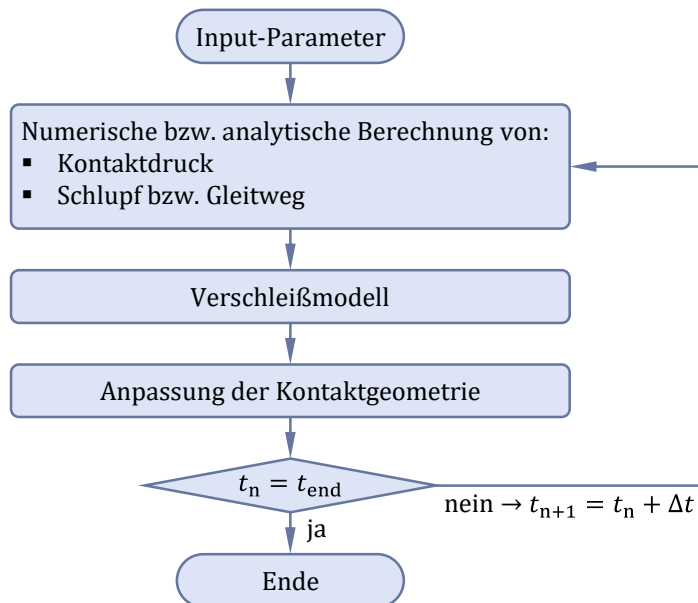 Input-Parameter
Numerische bzw. analytische Berechnung von:
▪ Kontaktdruck
▪ Schlupf bzw. Gleitweg
Verschleißmodell
Anpassung der Kontaktgeometrie
tₙ = t_end
nein → tₙ₊₁ = tₙ + Δt
ja
Ende